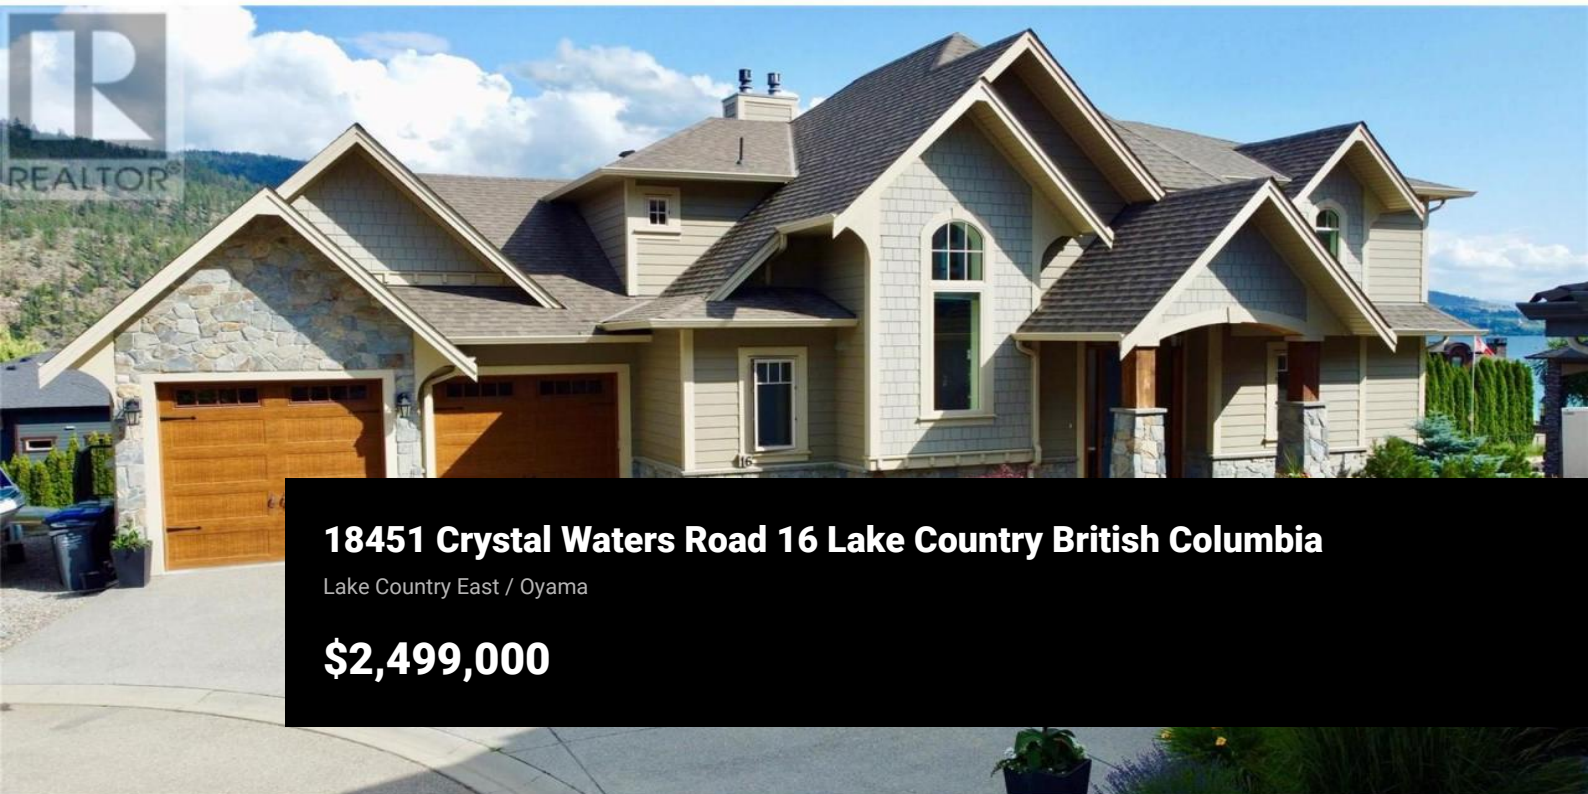 REALTOR®
16
18451 Crystal Waters Road 16 Lake Country British Columbia
Lake Country East / Oyama
$2,499,000